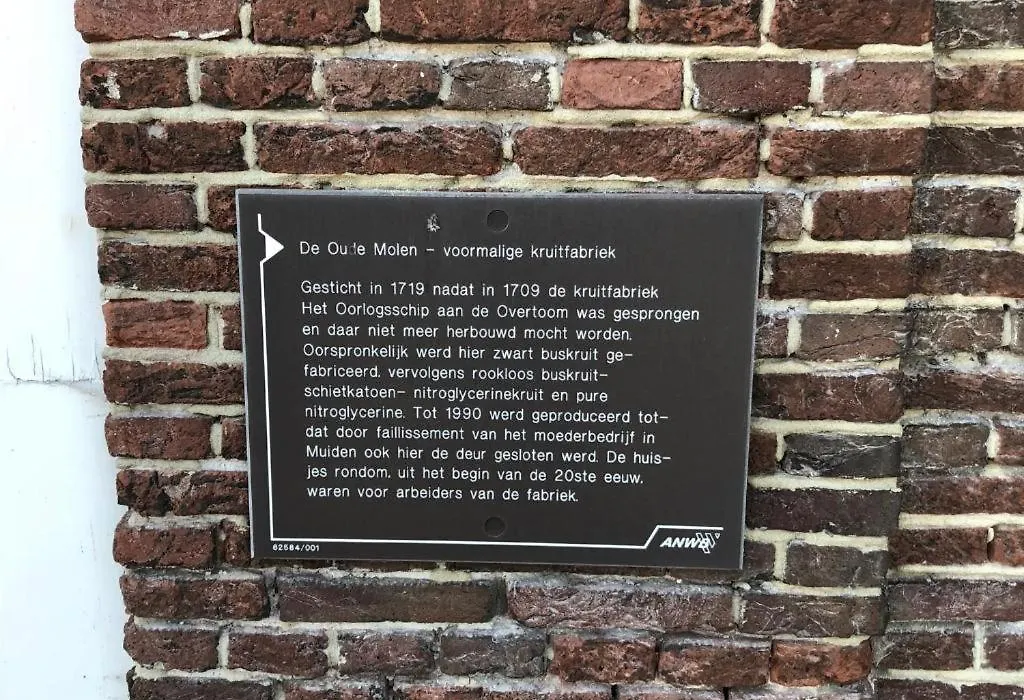 De Oude Molen - voormalige kruitfabriek
Gesticht in 1719 nadat in 1709 de kruitfabriek
Het Oorlogsschip aan de Overtoom was gesprongen
en daar niet meer herbouwd mocht worden.
Oorspronkelijk werd hier zwart buskruit ge-
fabriceerd, vervolgens rookloos buskruit-
schietkatoen- nitroglycerinekruit en pure
nitroglycerine. Tot 1990 werd geproduceerd tot-
dat door faillissement van het moederbedrijf in
Muiden ook hier de deur gesloten werd. De huis-
jes rondom, uit het begin van de 20ste eeuw,
waren voor arbeiders van de fabriek.
62584/001
ANWB